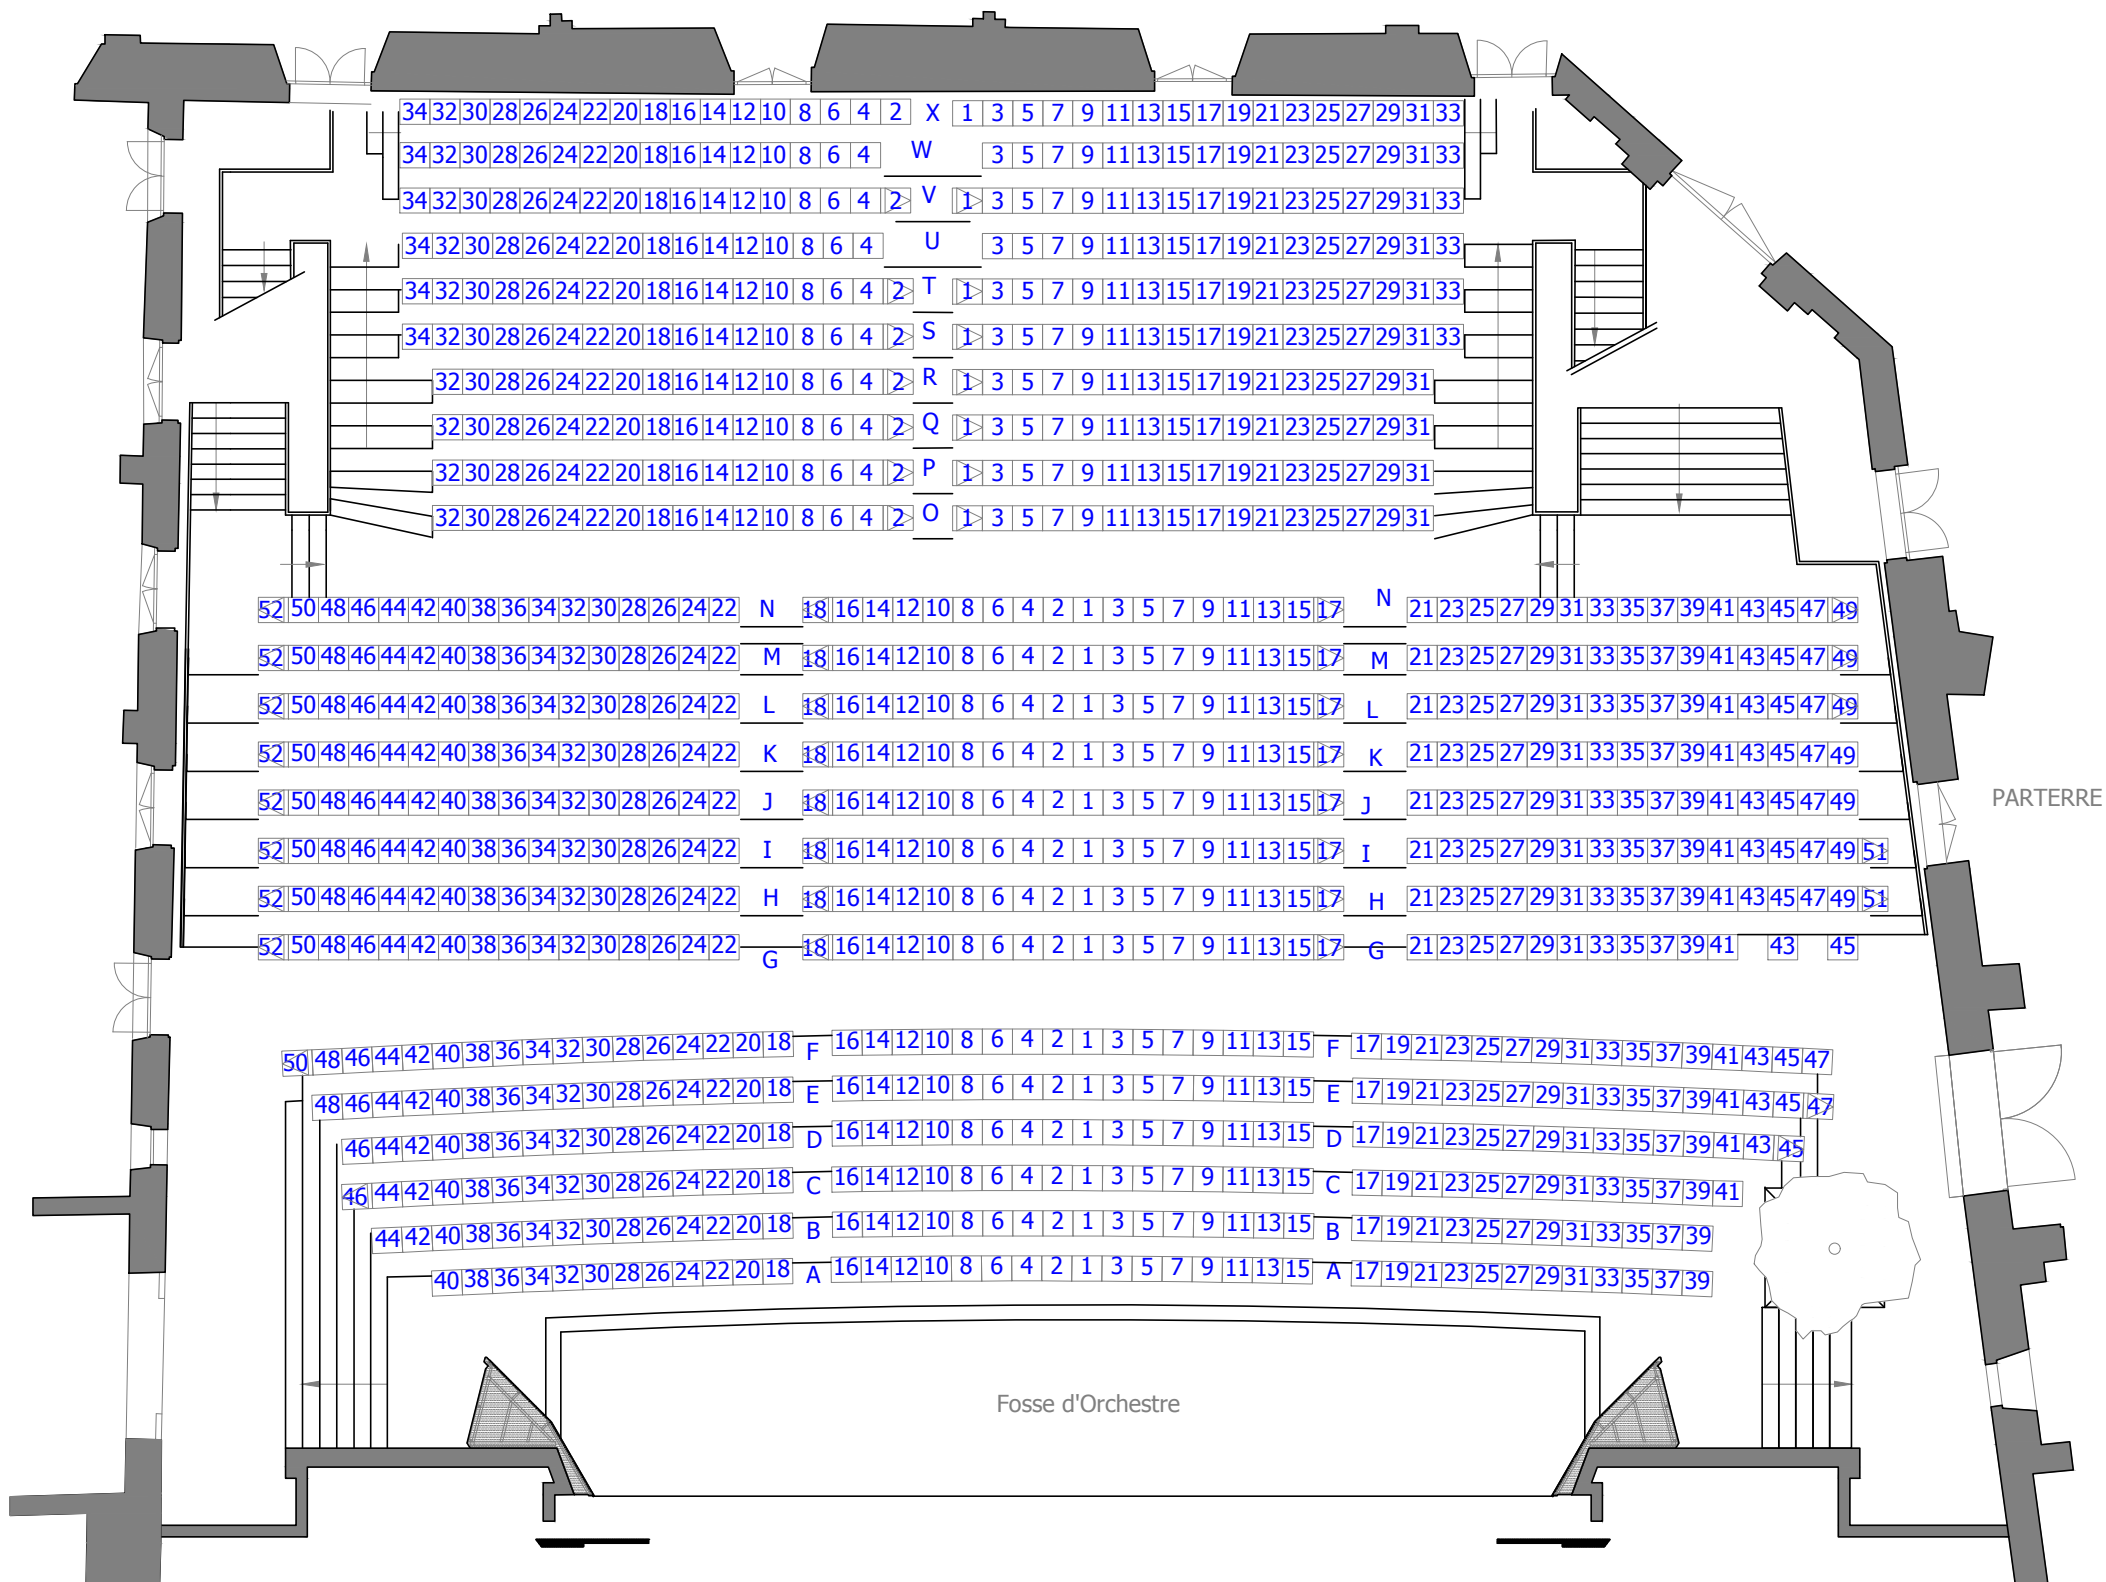 34 32 30 28 26 24 22 20 18 16 14 12 10 8 6 4 2 X 1 3 5 7 9 11 13 15 17 19 21 23 25 27 29 31 33
34 32 30 28 26 24 22 20 18 16 14 12 10 8 6 4 W 3 5 7 9 11 13 15 17 19 21 23 25 27 29 31 33
34 32 30 28 26 24 22 20 18 16 14 12 10 8 6 4 2 V 1 3 5 7 9 11 13 15 17 19 21 23 25 27 29 31 33
34 32 30 28 26 24 22 20 18 16 14 12 10 8 6 4 U 3 5 7 9 11 13 15 17 19 21 23 25 27 29 31 33
34 32 30 28 26 24 22 20 18 16 14 12 10 8 6 4 2 T 1 3 5 7 9 11 13 15 17 19 21 23 25 27 29 31 33
34 32 30 28 26 24 22 20 18 16 14 12 10 8 6 4 2 S 1 3 5 7 9 11 13 15 17 19 21 23 25 27 29 31 33
32 30 28 26 24 22 20 18 16 14 12 10 8 6 4 2 R 1 3 5 7 9 11 13 15 17 19 21 23 25 27 29 31
32 30 28 26 24 22 20 18 16 14 12 10 8 6 4 2 Q 1 3 5 7 9 11 13 15 17 19 21 23 25 27 29 31
32 30 28 26 24 22 20 18 16 14 12 10 8 6 4 2 P 1 3 5 7 9 11 13 15 17 19 21 23 25 27 29 31
32 30 28 26 24 22 20 18 16 14 12 10 8 6 4 2 O 1 3 5 7 9 11 13 15 17 19 21 23 25 27 29 31
52 50 48 46 44 42 40 38 36 34 32 30 28 26 24 22 N 18 16 14 12 10 8 6 4 2 1 3 5 7 9 11 13 15 17 N 21 23 25 27 29 31 33 35 37 39 41 43 45 47 49
52 50 48 46 44 42 40 38 36 34 32 30 28 26 24 22 M 18 16 14 12 10 8 6 4 2 1 3 5 7 9 11 13 15 17 M 21 23 25 27 29 31 33 35 37 39 41 43 45 47 49
52 50 48 46 44 42 40 38 36 34 32 30 28 26 24 22 L 18 16 14 12 10 8 6 4 2 1 3 5 7 9 11 13 15 17 L 21 23 25 27 29 31 33 35 37 39 41 43 45 47 49
52 50 48 46 44 42 40 38 36 34 32 30 28 26 24 22 K 18 16 14 12 10 8 6 4 2 1 3 5 7 9 11 13 15 17 K 21 23 25 27 29 31 33 35 37 39 41 43 45 47 49
52 50 48 46 44 42 40 38 36 34 32 30 28 26 24 22 J 18 16 14 12 10 8 6 4 2 1 3 5 7 9 11 13 15 17 J 21 23 25 27 29 31 33 35 37 39 41 43 45 47 49
PARTERRE
52 50 48 46 44 42 40 38 36 34 32 30 28 26 24 22 I 18 16 14 12 10 8 6 4 2 1 3 5 7 9 11 13 15 17 I 21 23 25 27 29 31 33 35 37 39 41 43 45 47 49 51
52 50 48 46 44 42 40 38 36 34 32 30 28 26 24 22 H 18 16 14 12 10 8 6 4 2 1 3 5 7 9 11 13 15 17 H 21 23 25 27 29 31 33 35 37 39 41 43 45 47 49 51
52 50 48 46 44 42 40 38 36 34 32 30 28 26 24 22 G 18 16 14 12 10 8 6 4 2 1 3 5 7 9 11 13 15 17 G 21 23 25 27 29 31 33 35 37 39 41 43 45
50 48 46 44 42 40 38 36 34 32 30 28 26 24 22 20 18 F 16 14 12 10 8 6 4 2 1 3 5 7 9 11 13 15 F 17 19 21 23 25 27 29 31 33 35 37 39 41 43 45 47
48 46 44 42 40 38 36 34 32 30 28 26 24 22 20 18 E 16 14 12 10 8 6 4 2 1 3 5 7 9 11 13 15 E 17 19 21 23 25 27 29 31 33 35 37 39 41 43 45 47
46 44 42 40 38 36 34 32 30 28 26 24 22 20 18 D 16 14 12 10 8 6 4 2 1 3 5 7 9 11 13 15 D 17 19 21 23 25 27 29 31 33 35 37 39 41 43 45
46 44 42 40 38 36 34 32 30 28 26 24 22 20 18 C 16 14 12 10 8 6 4 2 1 3 5 7 9 11 13 15 C 17 19 21 23 25 27 29 31 33 35 37 39 41
44 42 40 38 36 34 32 30 28 26 24 22 20 18 B 16 14 12 10 8 6 4 2 1 3 5 7 9 11 13 15 B 17 19 21 23 25 27 29 31 33 35 37 39
40 38 36 34 32 30 28 26 24 22 20 18 A 16 14 12 10 8 6 4 2 1 3 5 7 9 11 13 15 A 17 19 21 23 25 27 29 31 33 35 37 39
Fosse d'Orchestre